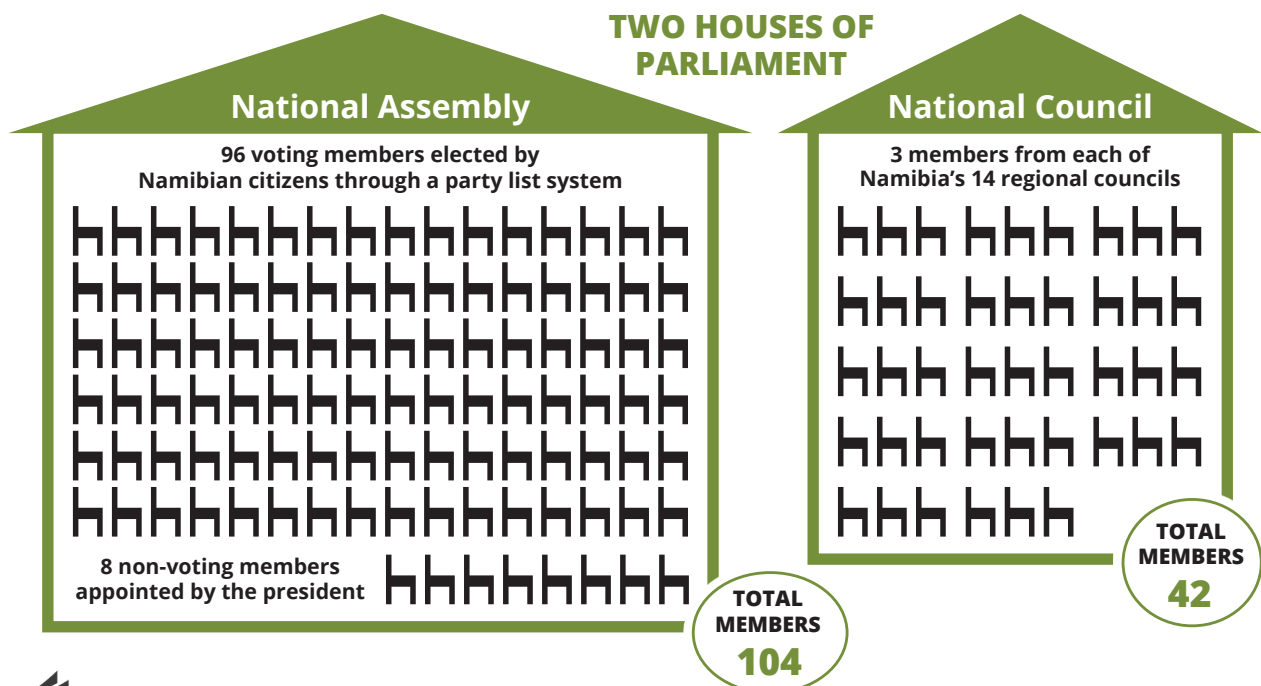 TWO HOUSES OF
PARLIAMENT
National Assembly
96 voting members elected by
Namibian citizens through a party list system
8 non-voting members
appointed by the president
TOTAL
MEMBERS
104
National Council
3 members from each of
Namibia’s 14 regional councils
TOTAL
MEMBERS
42